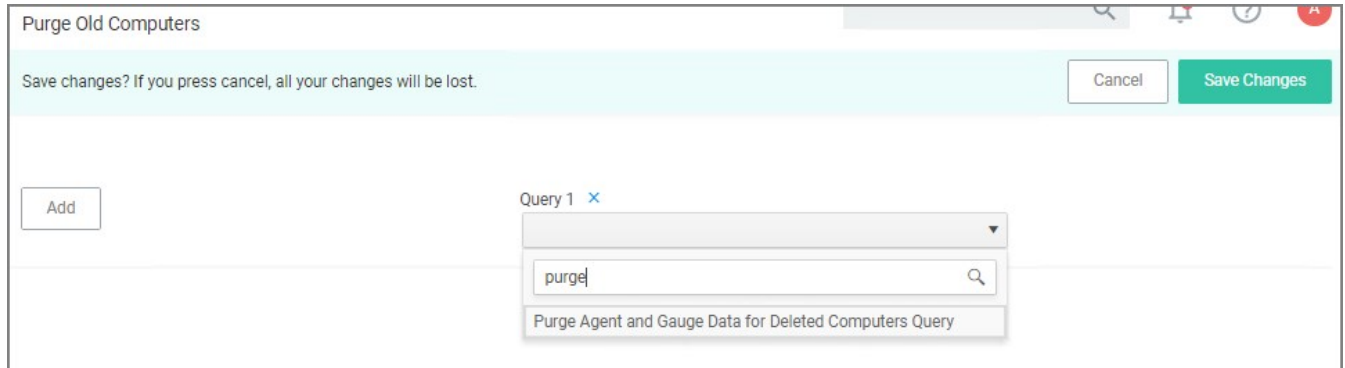 Purge Old Computers
?
A
Save changes? If you press cancel, all your changes will be lost.
Cancel
Save Changes
Add
Query 1 ×
purge
Purge Agent and Gauge Data for Deleted Computers Query